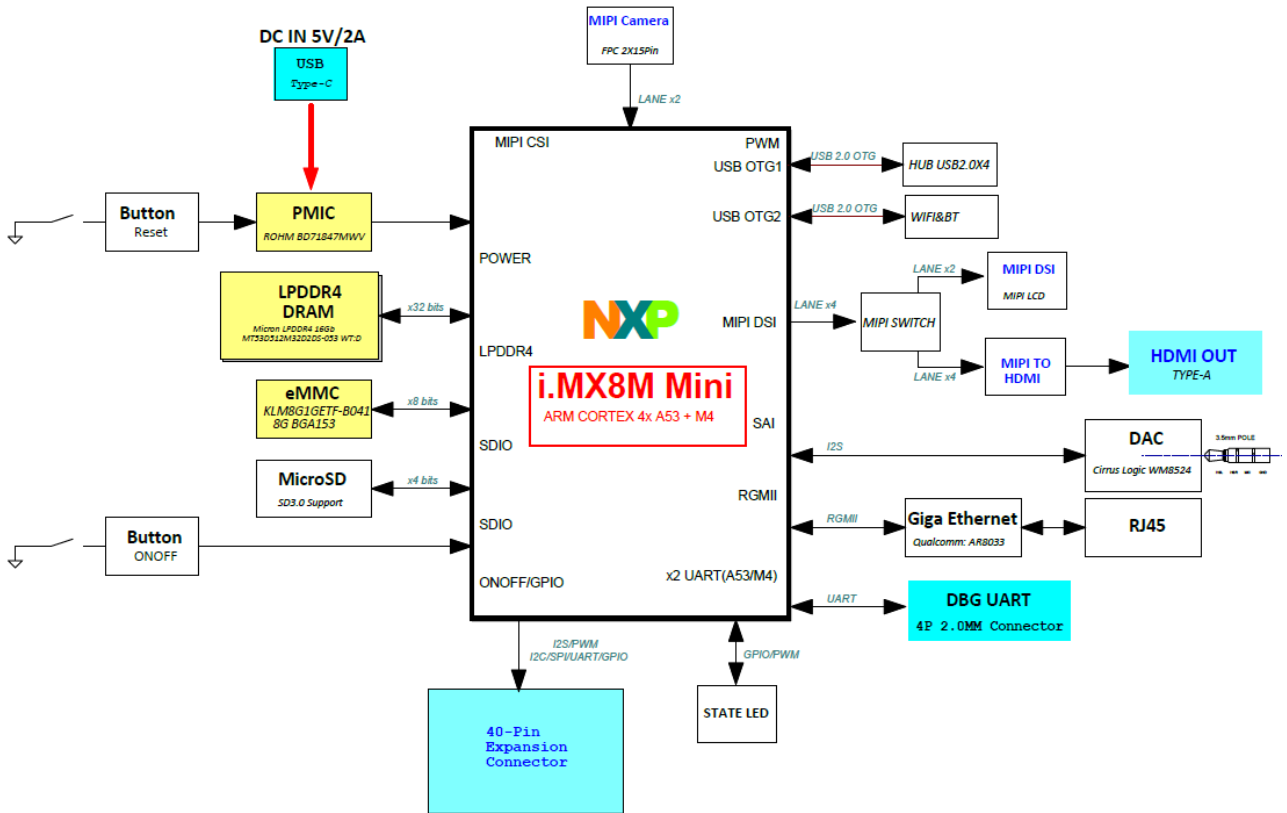 DC IN 5V/2A
USB
Type-C
MIPI Camera
FPC 2X15Pin
LANE x2
MIPI CSI
PWM
USB OTG1
USB 2.0 OTG
HUB USB2.0X4
USB OTG2
USB 2.0 OTG
WIFI&BT
Button
Reset
PMIC
ROHM BD71847MWV
POWER
LPDDR4
DRAM
Micron LPDDR4 16Gb
MT53D512M32D2DS-053 WT:D
x32 bits
LPDDR4
NXP
i.MX8M Mini
ARM CORTEX 4x A53 + M4
MIPI DSI
LANE x4
MIPI SWITCH
LANE x2
MIPI DSI
MIPI LCD
LANE x4
MIPI TO
HDMI
HDMI OUT
TYPE-A
eMMC
KLM8G1GETF-B041
8G BGA153
x8 bits
SDIO
MicroSD
SD3.0 Support
x4 bits
SDIO
SAI
I2S
DAC
Cirrus Logic WM8524
3.5mm POLE
RGMII
RGMII
Giga Ethernet
Qualcomm: AR8033
RJ45
Button
ONOFF
ONOFF/GPIO
x2 UART(A53/M4)
UART
DBG UART
4P 2.0MM Connector
I2S/PWM
I2C/SPI/UART/GPIO
GPIO/PWM
40-Pin
Expansion
Connector
STATE LED